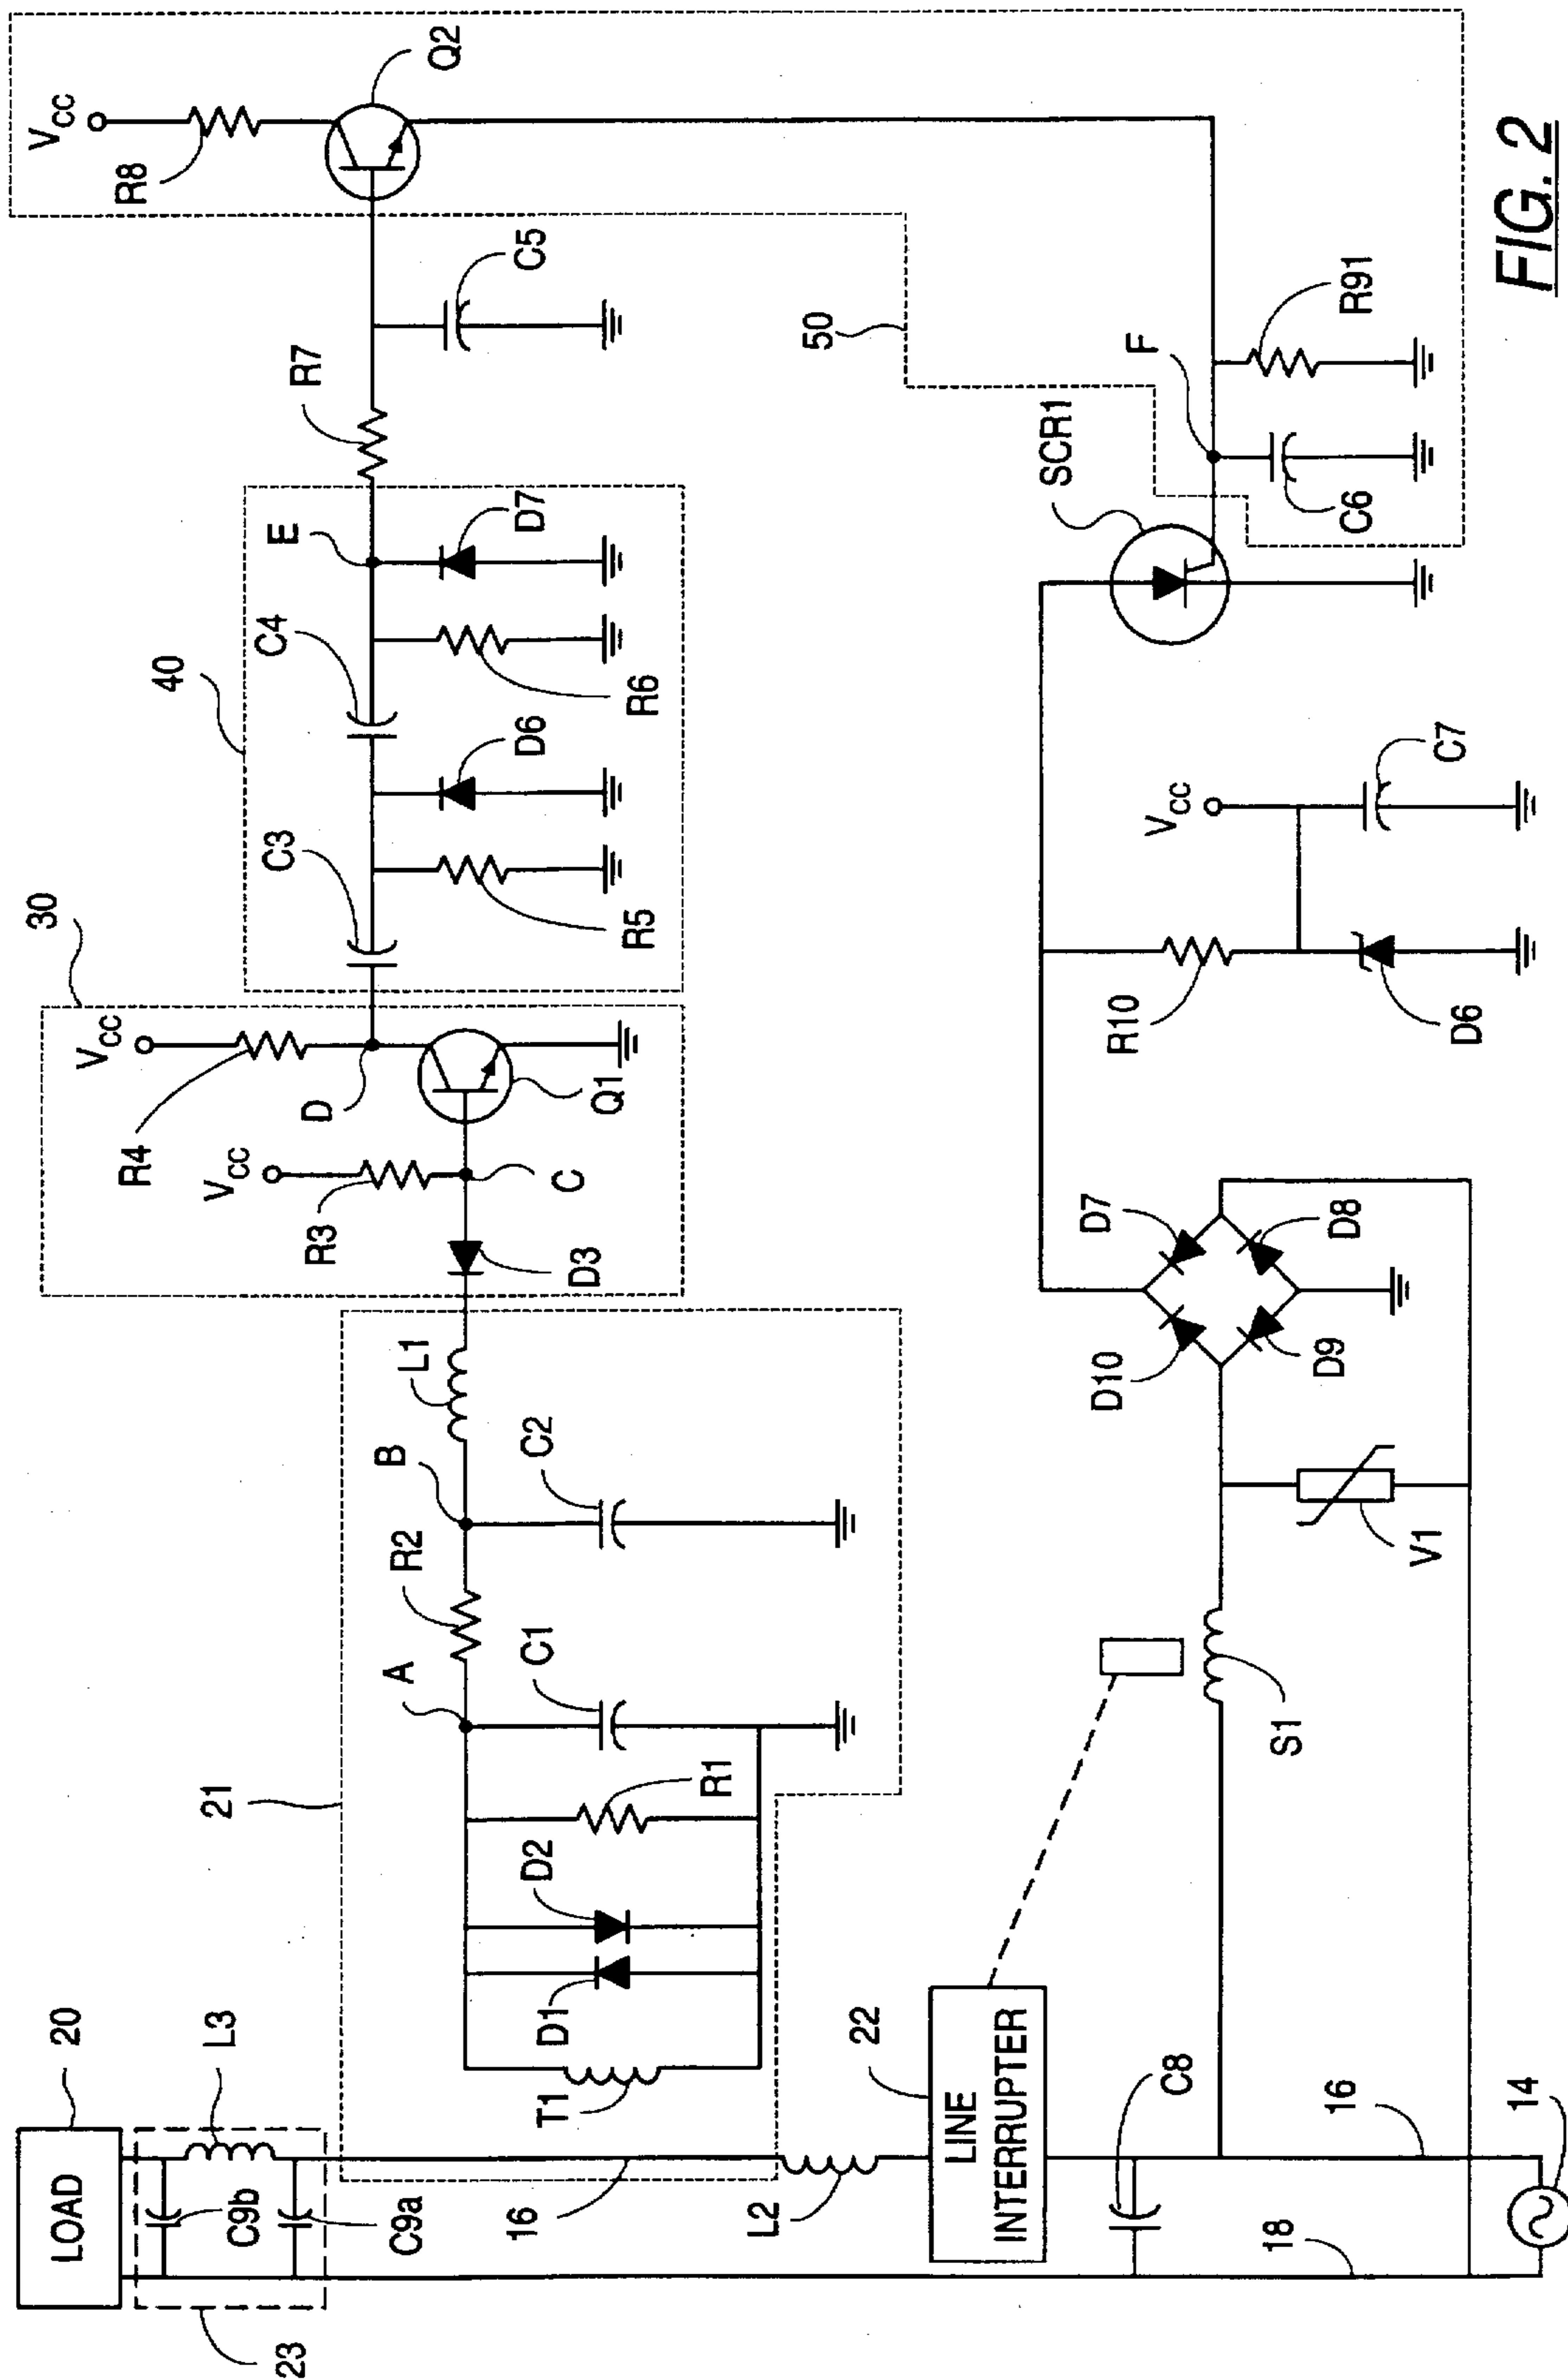 20
LOAD
L3
C9b
C9a
23
16
L2
22
LINE
INTERRUPTER
C8
18
16
14
21
T1
D1
D2
R1
A
C1
R2
B
C2
L1
30
VCC
R3
D3
C
VCC
R4
D
Q1
40
C3
R5
D6
C4
R6
E
D7
R7
C5
VCC
R8
Q2
50
S1
V1
D10
D7
D9
D8
R10
D6
VCC
C7
SCR1
F
C6
R91
FIG. 2